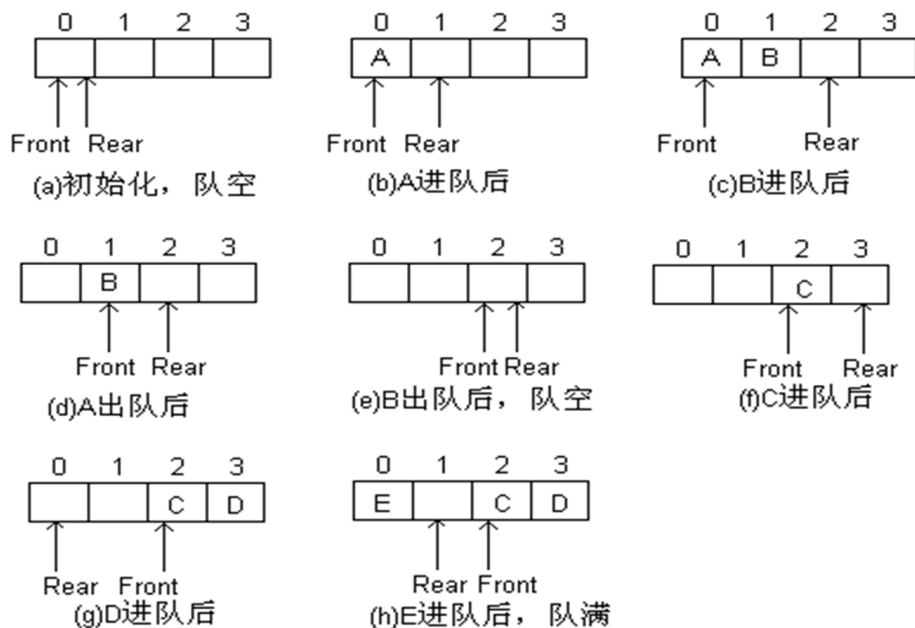 0 1 2 3
Front Rear
(a)初始化，队空
0 1 2 3
A
Front Rear
(b)A进队后
0 1 2 3
A B
Front Rear
(c)B进队后
0 1 2 3
B
Front Rear
(d)A出队后
0 1 2 3
Front Rear
(e)B出队后，队空
0 1 2 3
C
Front Rear
(f)C进队后
0 1 2 3
C D
Rear Front
(g)D进队后
0 1 2 3
E C D
Rear Front
(h)E进队后，队满